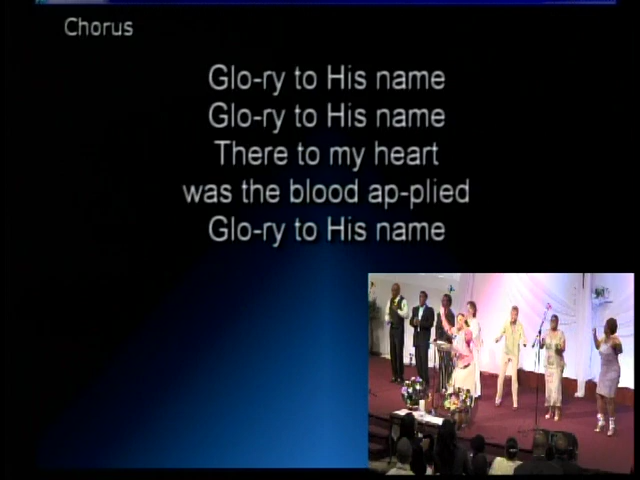 Chorus
Glo-ry to His name
Glo-ry to His name
There to my heart
was the blood ap-plied
Glo-ry to His name